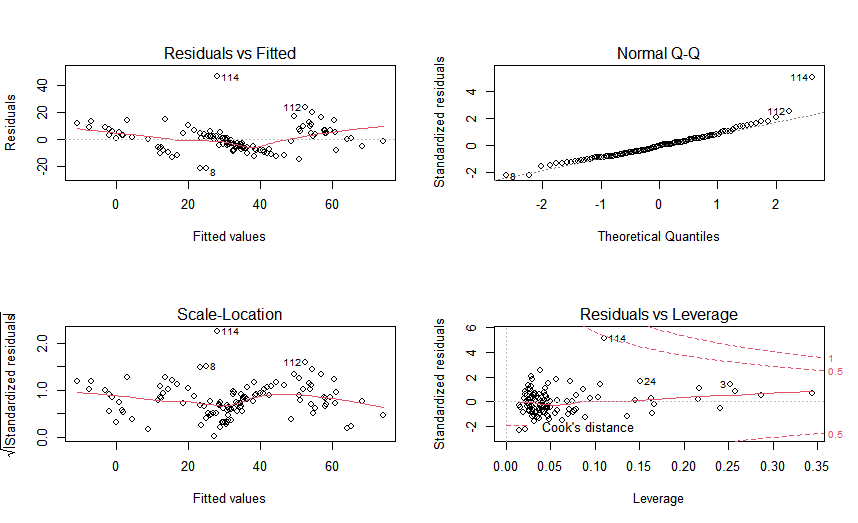 Residuals vs Fitted
Residuals
-20 0 20 40
114
112
8
0 20 40 60
Fitted values
Normal Q-Q
Standardized residuals
-2 0 2 4
114
112
8
-2 -1 0 1 2
Theoretical Quantiles
Scale-Location
√|Standardized residuals|
0.0 1.0 2.0
114
8
112
0 20 40 60
Fitted values
Residuals vs Leverage
Standardized residuals
-2 0 2 4 6
114
24
3
1
0.5
0.5
Cook's distance
0.00 0.05 0.10 0.15 0.20 0.25 0.30 0.35
Leverage